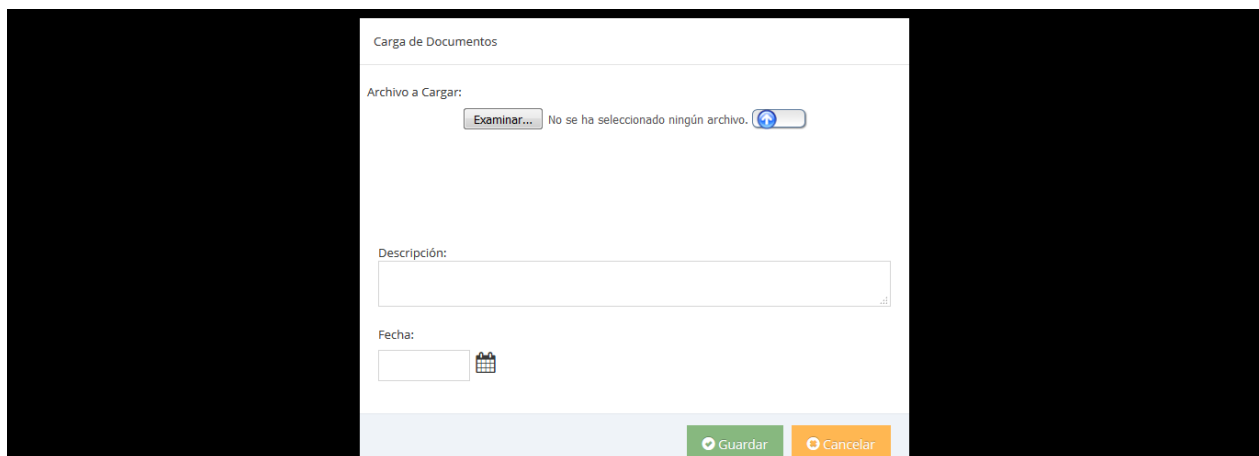 Carga de Documentos
Archivo a Cargar:
Examinar... No se ha seleccionado ningún archivo.
Descripción:
Fecha:
Guardar Cancelar